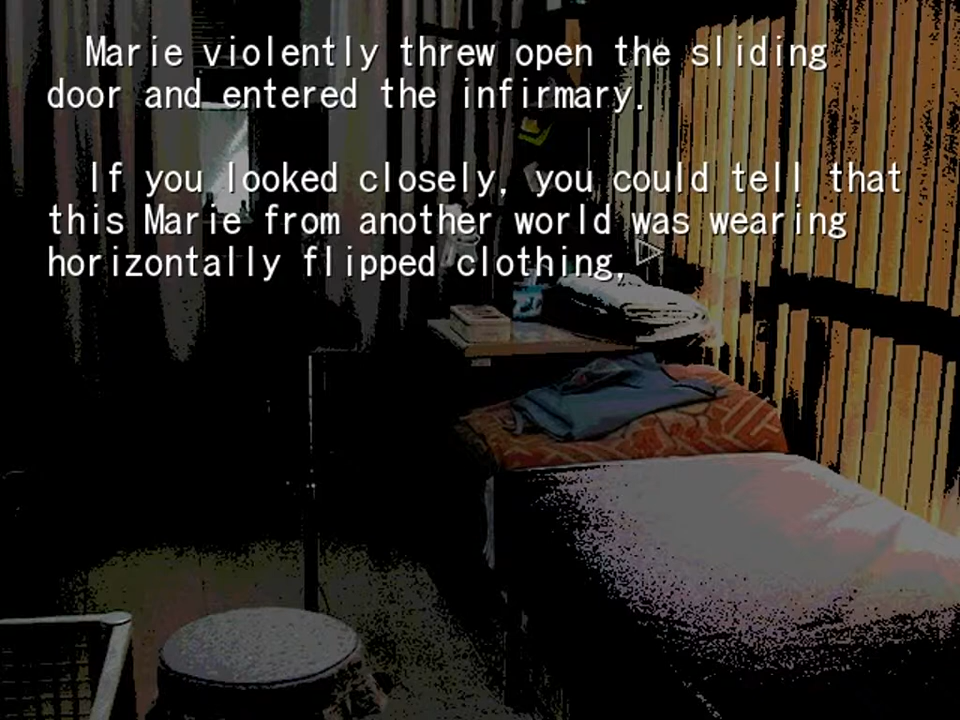 Marie violently threw open the sliding
door and entered the infirmary.
If you looked closely, you could tell that
this Marie from another world was wearing
horizontally flipped clothing.